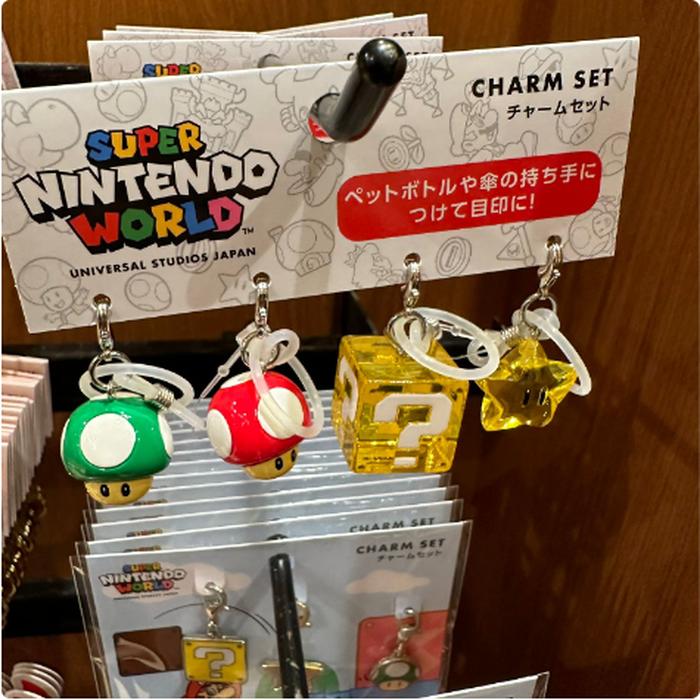 SUPER
SUPER
NINTENDO
WORLD™
UNIVERSAL STUDIOS JAPAN
CHARM SET
チャームセット
ペットボトルや傘の持ち手に
つけて目印に!
?
CHARM SET
CHARM SET
チャームセット
SUPER
NINTENDO
WORLD
?